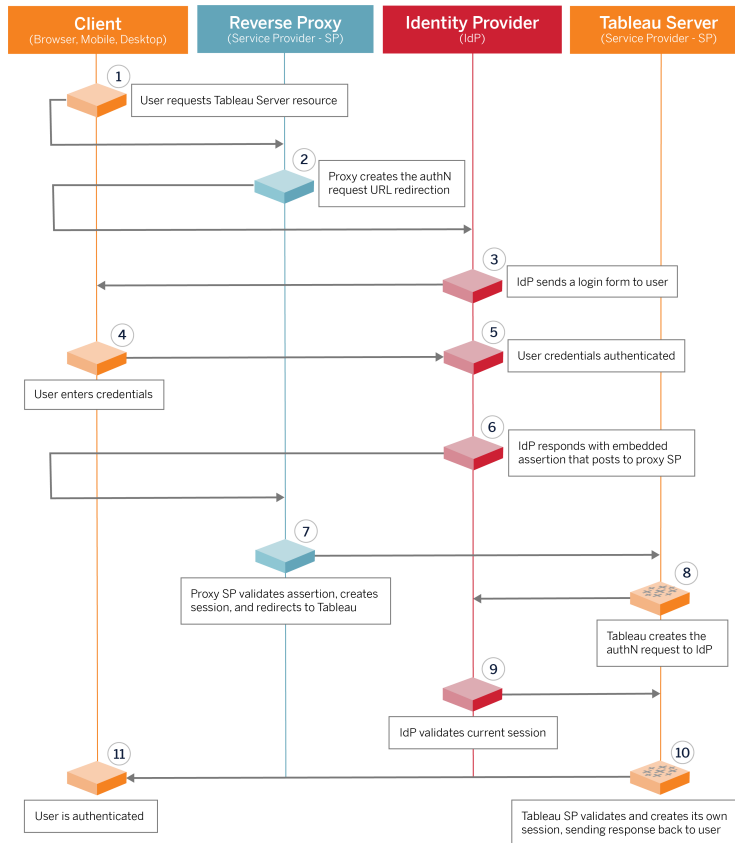 Client
(Browser, Mobile, Desktop)
Reverse Proxy
(Service Provider - SP)
Identity Provider
(IdP)
Tableau Server
(Service Provider - SP)
1
User requests Tableau Server resource
2
Proxy creates the authN
request URL redirection
3
IdP sends a login form to user
4
User enters credentials
5
User credentials authenticated
6
IdP responds with embedded
assertion that posts to proxy SP
7
Proxy SP validates assertion, creates
session, and redirects to Tableau
8
Tableau creates the
authN request to IdP
9
IdP validates current session
10
Tableau SP validates and creates its own
session, sending response back to user
11
User is authenticated